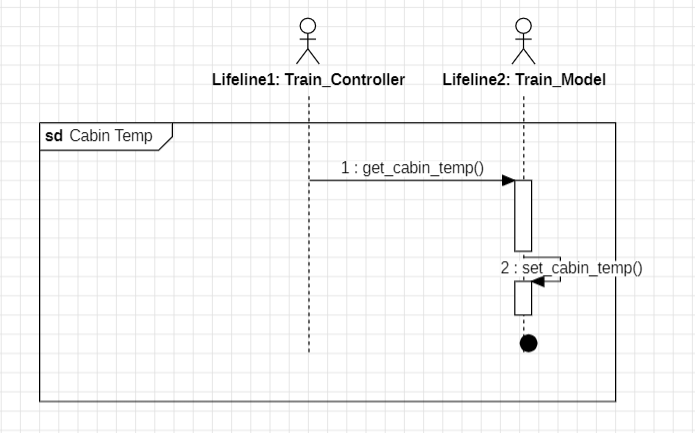 Lifeline1: Train_Controller
Lifeline2: Train_Model
sd Cabin Temp
1 : get_cabin_temp()
2 : set_cabin_temp()